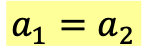 a₁ = a₂